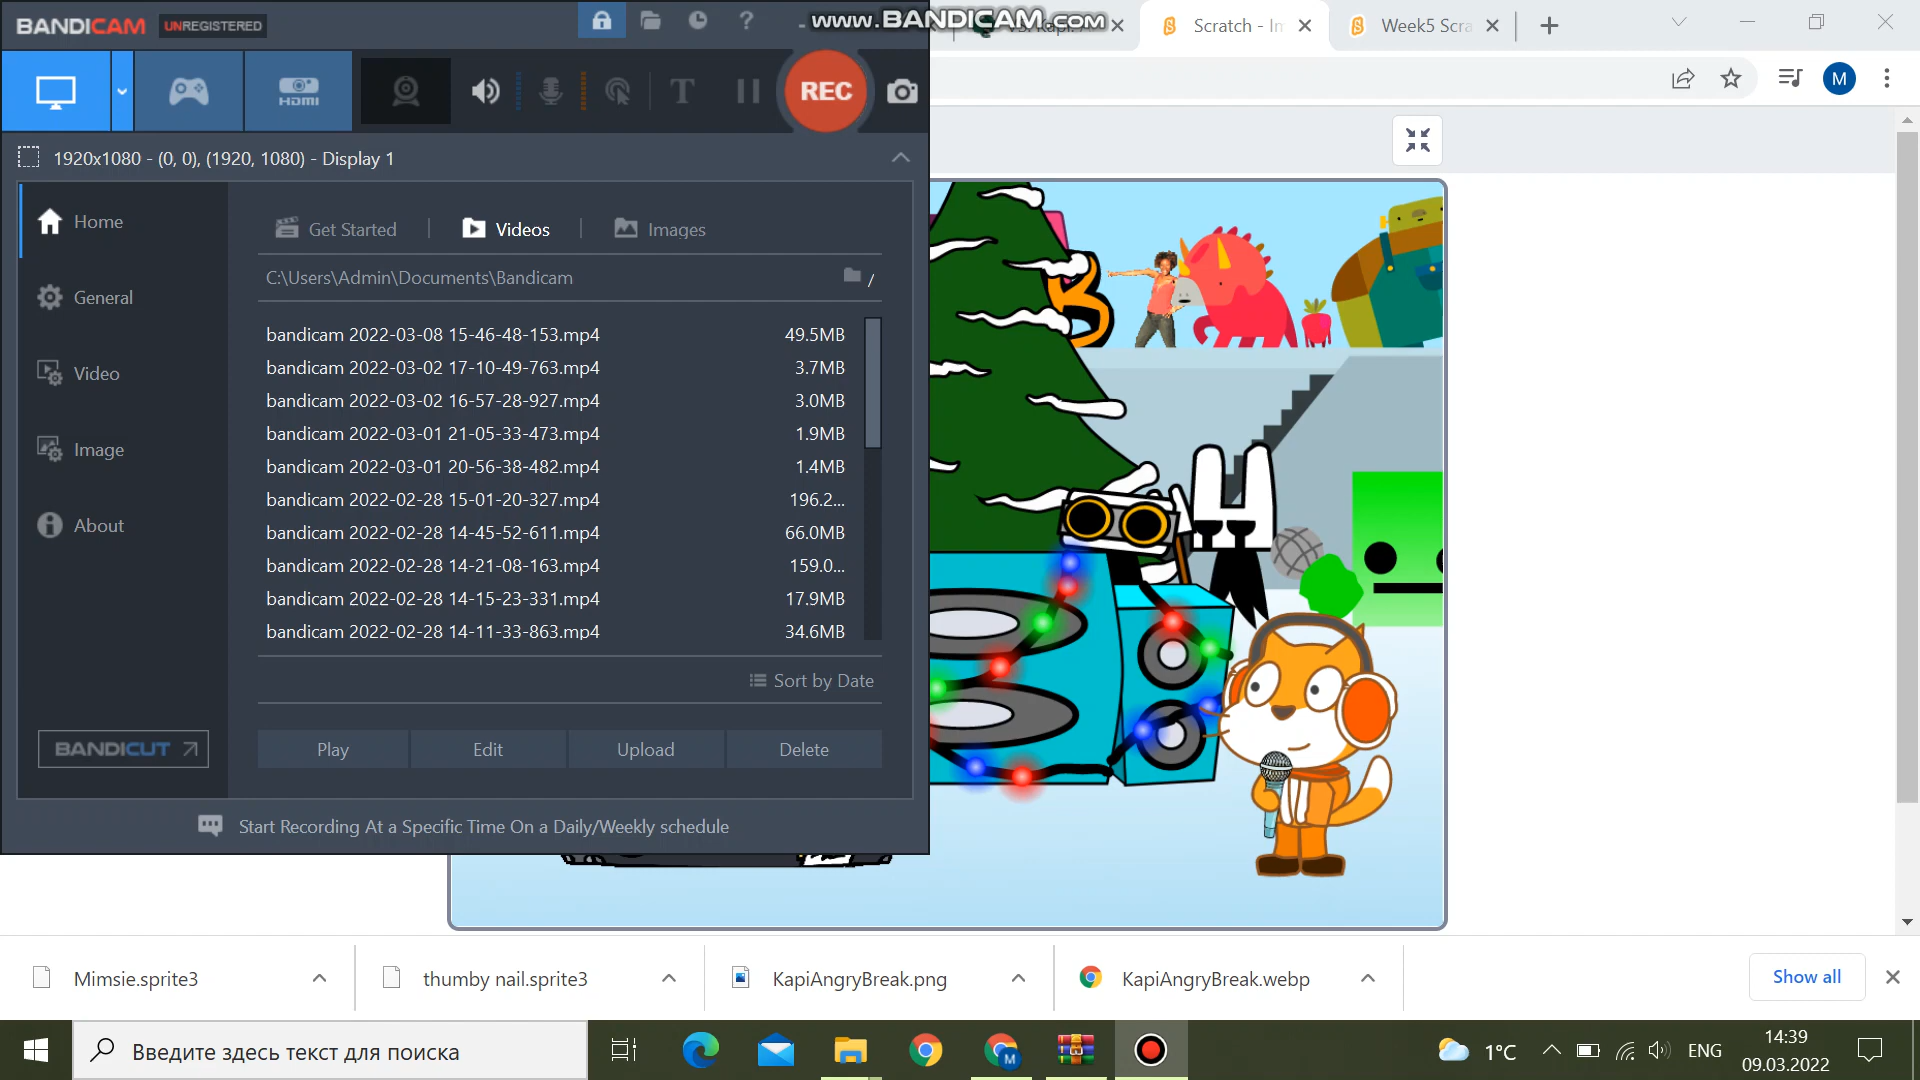 BANDICAM UNREGISTERED
?
www.BANDICAM.COM
Scratch - Im
Week5 Scra
HDMI
T
REC
M
1920x1080 - (0, 0), (1920, 1080) - Display 1
Home
General
Video
Image
About
BANDICUT
Get Started
Videos
Images
C:\Users\Admin\Documents\Bandicam
/
bandicam 2022-03-08 15-46-48-153.mp4 49.5MB
bandicam 2022-03-02 17-10-49-763.mp4 3.7MB
bandicam 2022-03-02 16-57-28-927.mp4 3.0MB
bandicam 2022-03-01 21-05-33-473.mp4 1.9MB
bandicam 2022-03-01 20-56-38-482.mp4 1.4MB
bandicam 2022-02-28 15-01-20-327.mp4 196.2...
bandicam 2022-02-28 14-45-52-611.mp4 66.0MB
bandicam 2022-02-28 14-21-08-163.mp4 159.0...
bandicam 2022-02-28 14-15-23-331.mp4 17.9MB
bandicam 2022-02-28 14-11-33-863.mp4 34.6MB
Sort by Date
Play Edit Upload Delete
Start Recording At a Specific Time On a Daily/Weekly schedule
B
Mimsie.sprite3
thumby nail.sprite3
KapiAngryBreak.png
KapiAngryBreak.webp
Show all
Введите здесь текст для поиска
M
1°C
ENG
14:39
09.03.2022